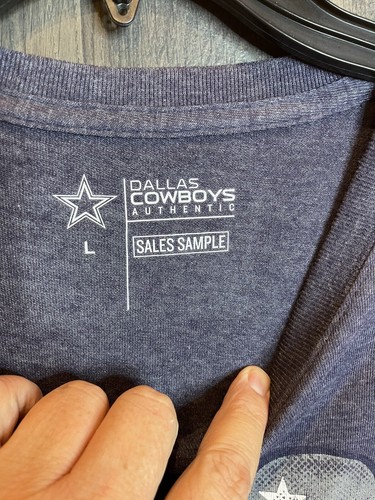 DALLAS
COWBOYS
AUTHENTIC
L
SALES SAMPLE